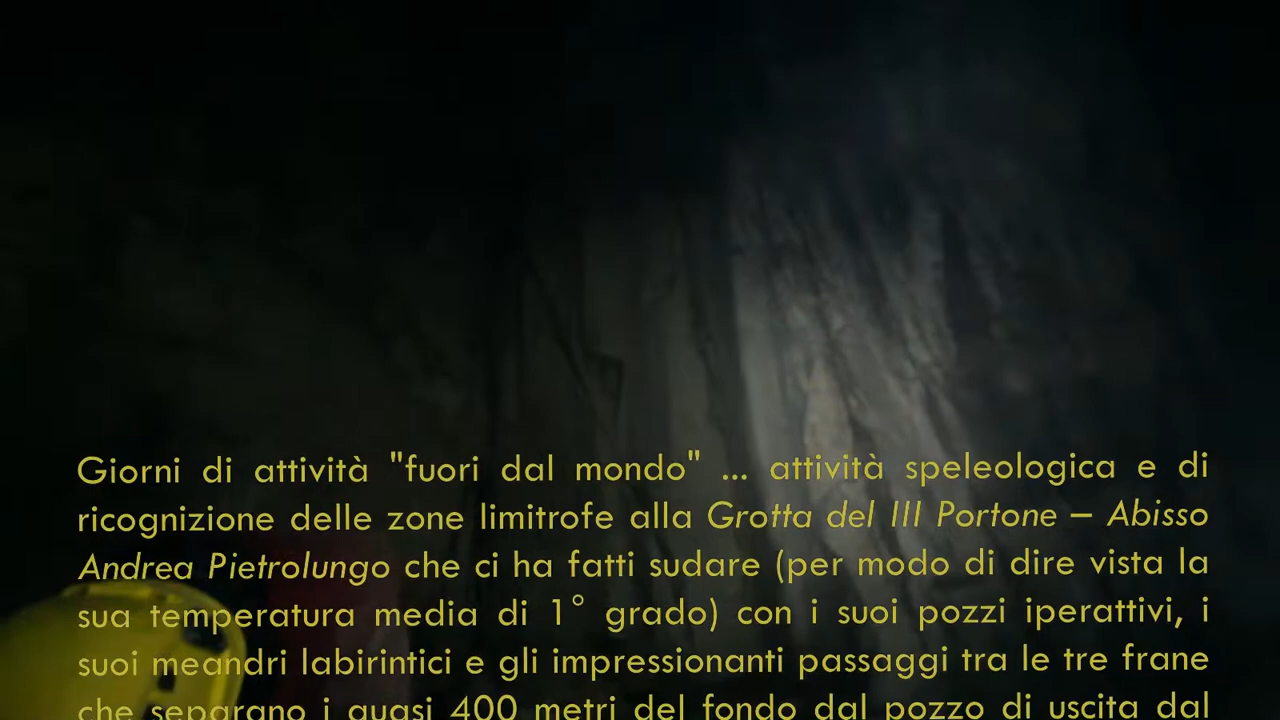 Giorni di attività "fuori dal mondo" ... attività speleologica e di
ricognizione delle zone limitrofe alla Grotta del III Portone – Abisso
Andrea Pietrolungo che ci ha fatti sudare (per modo di dire vista la
sua temperatura media di 1° grado) con i suoi pozzi iperattivi, i
suoi meandri labirintici e gli impressionanti passaggi tra le tre frane
che separano i quasi 400 metri del fondo dal pozzo di uscita dal